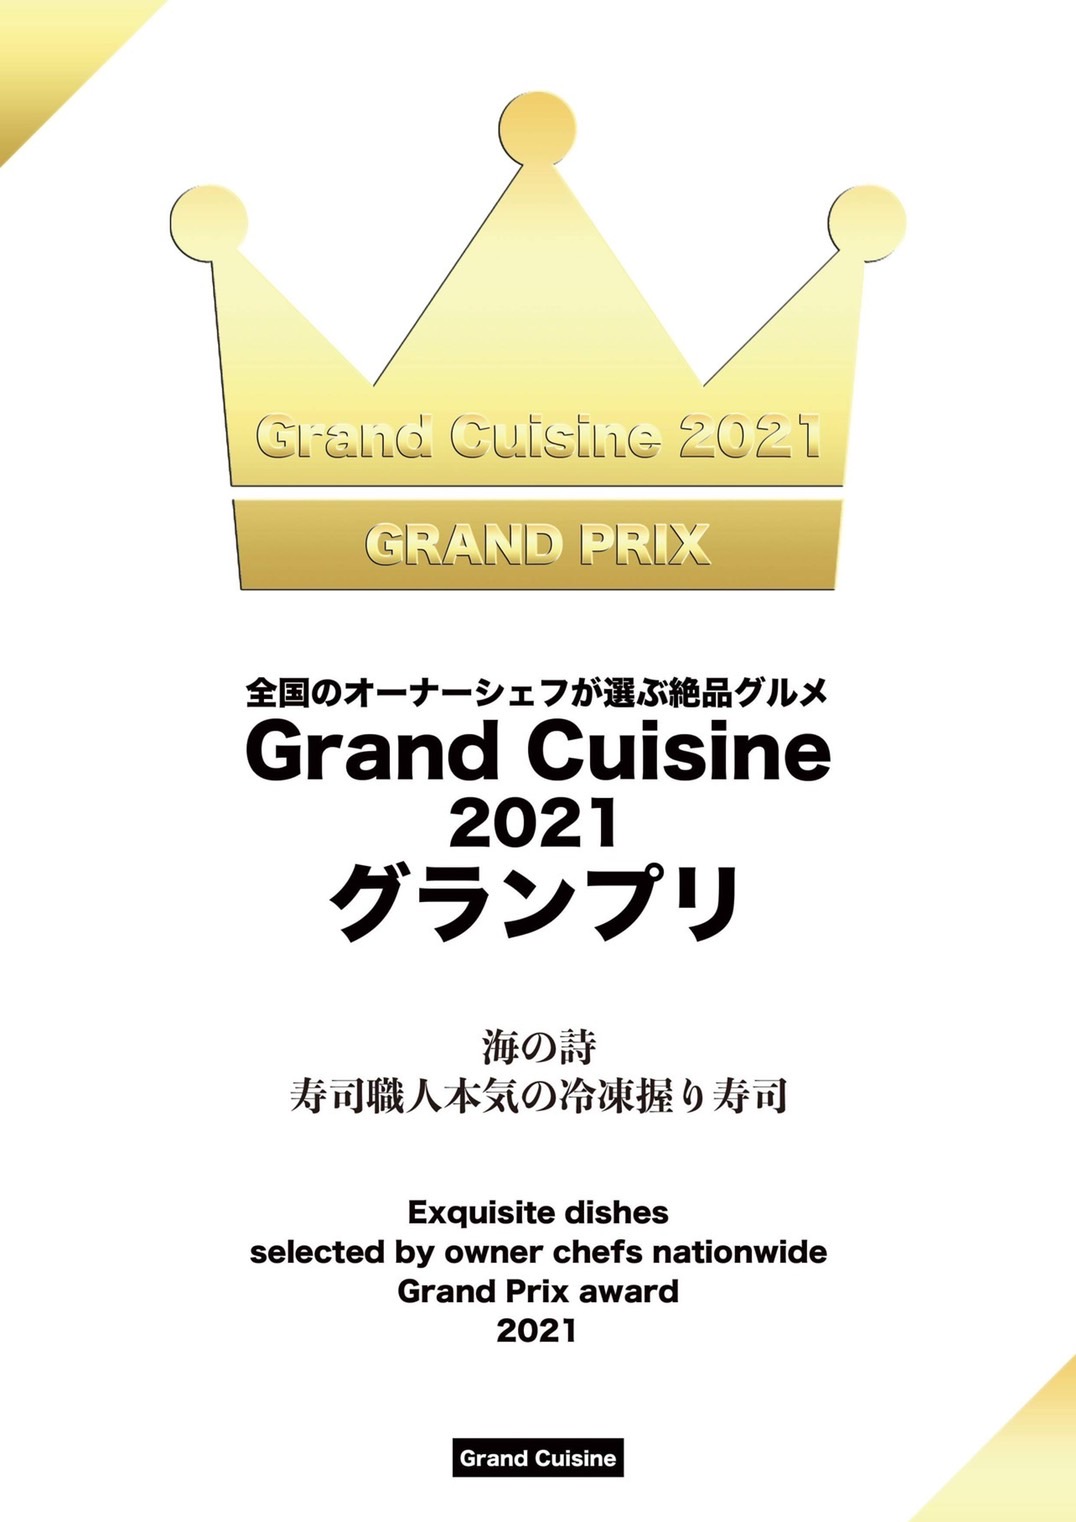 Grand Cuisine 2021
GRAND PRIX
全国のオーナーシェフが選ぶ絶品グルメ
Grand Cuisine
2021
グランプリ
海の詩
寿司職人本気の冷凍握り寿司
Exquisite dishes
selected by owner chefs nationwide
Grand Prix award
2021
Grand Cuisine